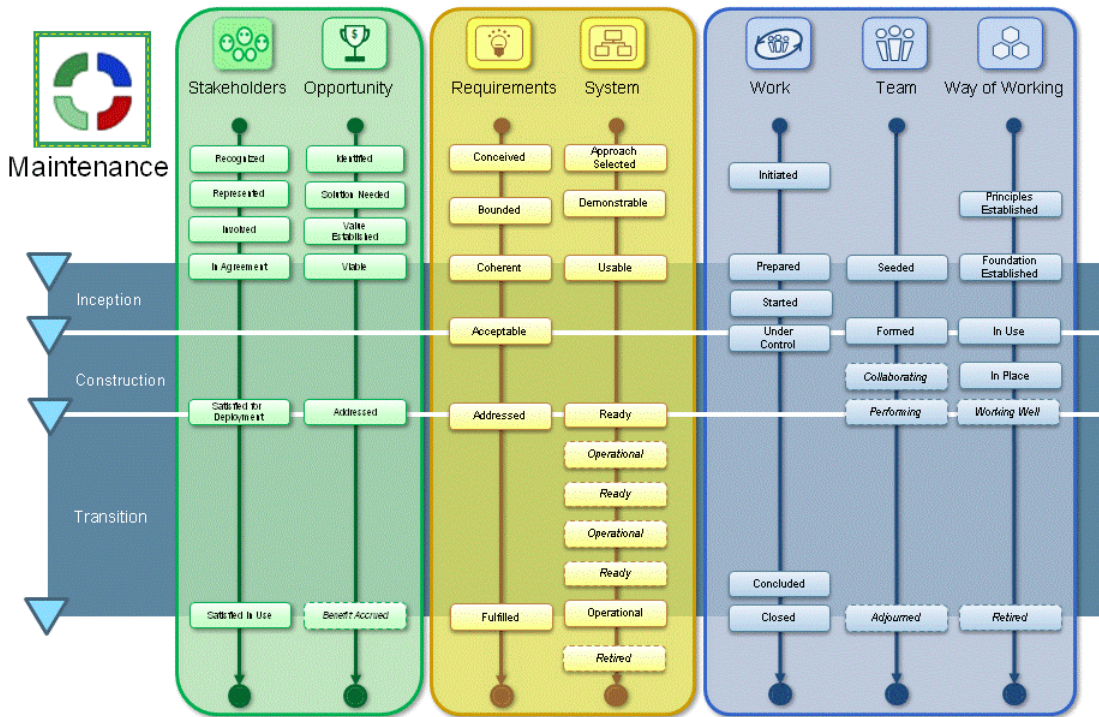 Maintenance
Stakeholders
Opportunity
Requirements
System
Work
Team
Way of Working
$
Recognized
Represented
Involved
In Agreement
Satisfied for
Deployment
Satisfied In Use
Identified
Solution Needed
Value
Established
Viable
Addressed
Benefit Accrued
Conceived
Bounded
Coherent
Acceptable
Addressed
Fulfilled
Approach
Selected
Demonstrable
Usable
Ready
Operational
Ready
Operational
Ready
Operational
Retired
Initiated
Prepared
Started
Under
Control
Concluded
Closed
Seeded
Formed
Collaborating
Performing
Adjourned
Principles
Established
Foundation
Established
In Use
In Place
Working Well
Retired
Inception
Construction
Transition